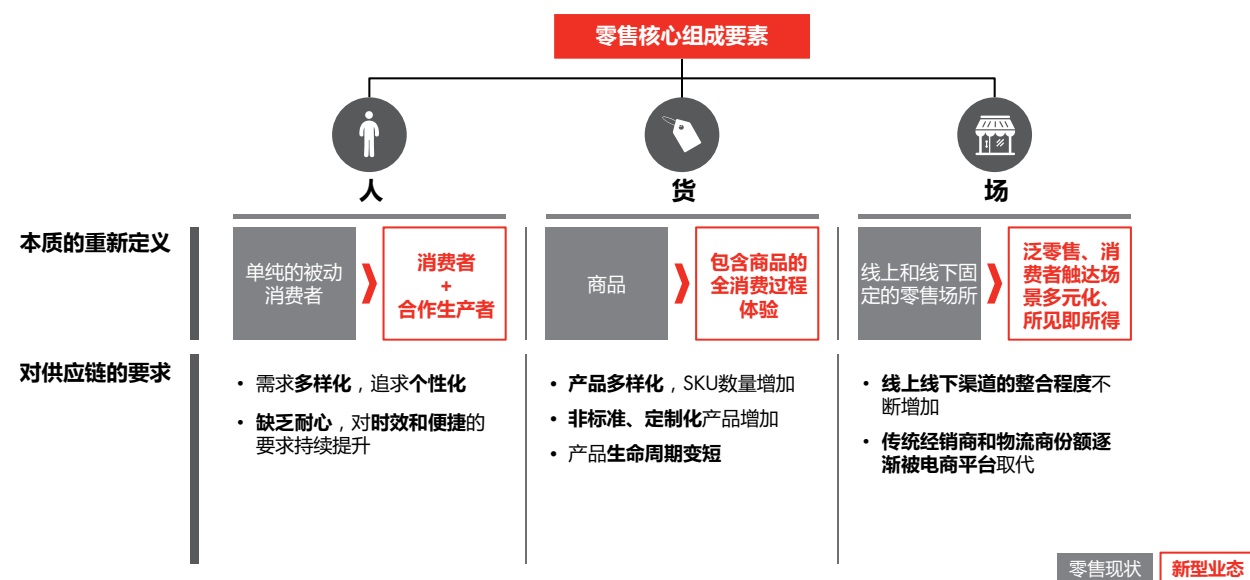 零售核心组成要素
人
货
场
本质的重新定义
单纯的被动
消费者
消费者
+
合作生产者
商品
包含商品的
全消费过程
体验
线上和线下固
定的零售场所
泛零售、消
费者触达场
景多元化、
所见即所得
对供应链的要求
• 需求多样化，追求个性化
• 缺乏耐心，对时效和便捷的
要求持续提升
• 产品多样化，SKU数量增加
• 非标准、定制化产品增加
• 产品生命周期变短
• 线上线下渠道的整合程度不
断增加
• 传统经销商和物流商份额逐
渐被电商平台取代
零售现状
新型业态